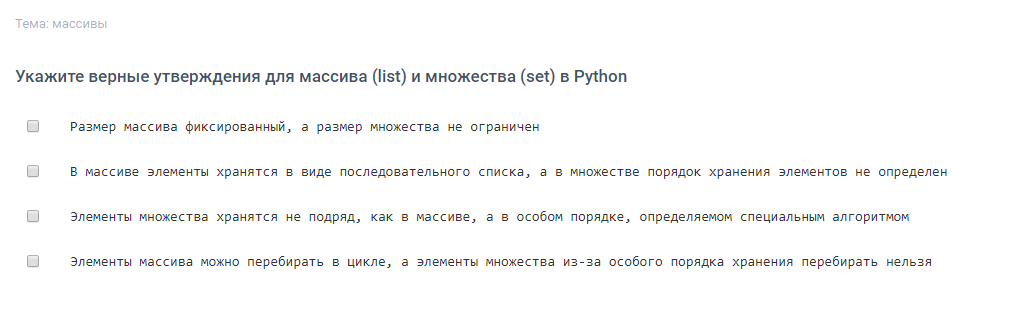 Тема: массивы
Укажите верные утверждения для массива (list) и множества (set) в Python
Размер массива фиксированный, а размер множества не ограничен
В массиве элементы хранятся в виде последовательного списка, а в множестве порядок хранения элементов не определен
Элементы множества хранятся не подряд, как в массиве, а в особом порядке, определяемом специальным алгоритмом
Элементы массива можно перебирать в цикле, а элементы множества из-за особого порядка хранения перебирать нельзя